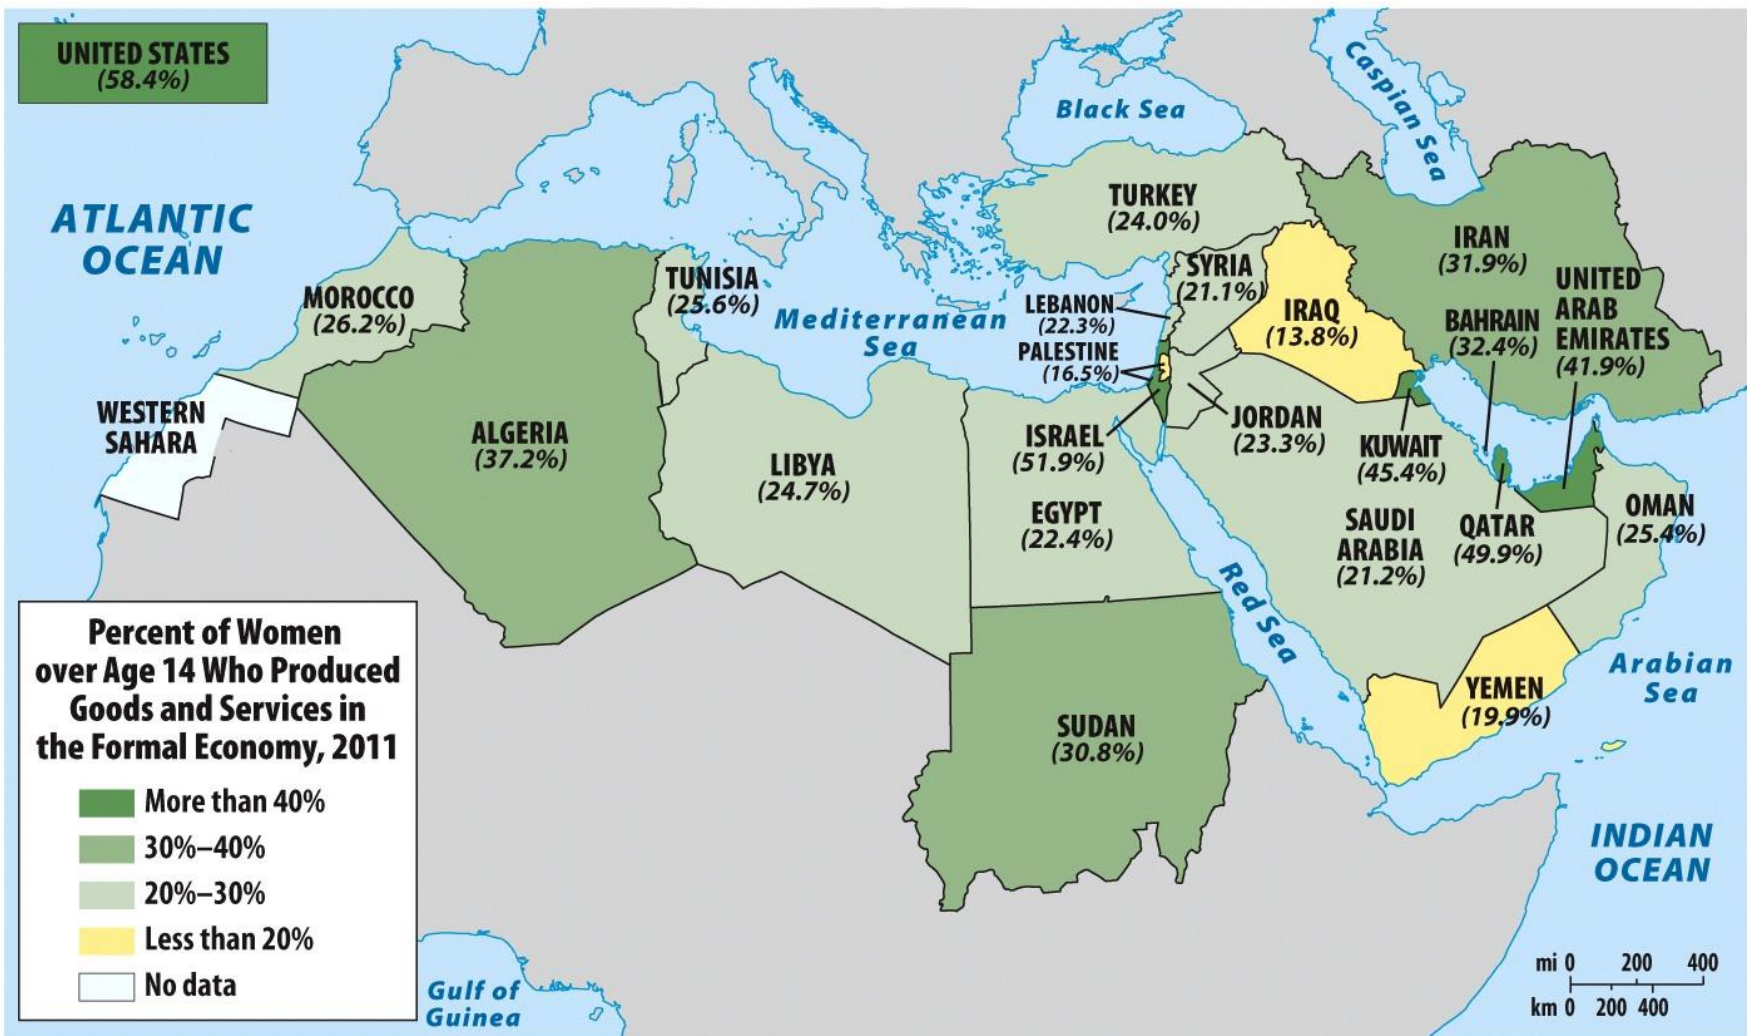 UNITED STATES
(58.4%)
Black Sea
Caspian Sea
ATLANTIC
OCEAN
TURKEY
(24.0%)
IRAN
(31.9%)
UNITED
ARAB
EMIRATES
(41.9%)
SYRIA
(21.1%)
TUNISIA
(25.6%)
MOROCCO
(26.2%)
LEBANON
(22.3%)
IRAQ
(13.8%)
BAHRAIN
(32.4%)
Mediterranean
Sea
PALESTINE
(16.5%)
WESTERN
SAHARA
ALGERIA
(37.2%)
LIBYA
(24.7%)
ISRAEL
(51.9%)
JORDAN
(23.3%)
KUWAIT
(45.4%)
EGYPT
(22.4%)
SAUDI
ARABIA
(21.2%)
QATAR
(49.9%)
OMAN
(25.4%)
Red Sea
Arabian
Sea
YEMEN
(19.9%)
SUDAN
(30.8%)
INDIAN
OCEAN
Percent of Women
over Age 14 Who Produced
Goods and Services in
the Formal Economy, 2011
More than 40%
30%–40%
20%–30%
Less than 20%
No data
Gulf of
Guinea
mi 0 200 400
km 0 200 400